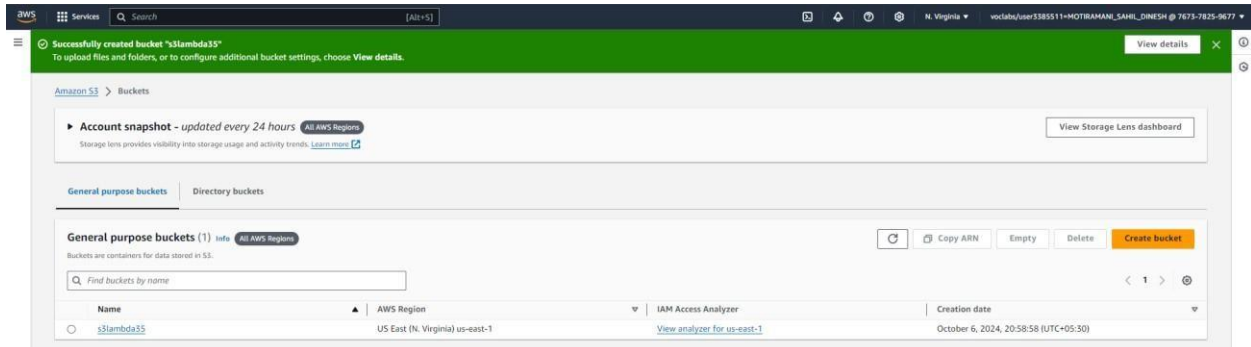 aws Services Search [Alt+S] N. Virginia voclabs/user3385511=MOTIRAMANI_SAHIL_DINESH @ 7673-7825-9677
Successfully created bucket "s3lambda35"
To upload files and folders, or to configure additional bucket settings, choose View details.
View details
Amazon S3 > Buckets
Account snapshot - updated every 24 hours All AWS Regions
Storage lens provides visibility into storage usage and activity trends. Learn more
View Storage Lens dashboard
General purpose buckets Directory buckets
General purpose buckets (1) Info All AWS Regions
Buckets are containers for data stored in S3.
Copy ARN Empty Delete Create bucket
Find buckets by name
< 1 >
Name AWS Region IAM Access Analyzer Creation date
s3lambda35 US East (N. Virginia) us-east-1 View analyzer for us-east-1 October 6, 2024, 20:58:58 (UTC+05:30)